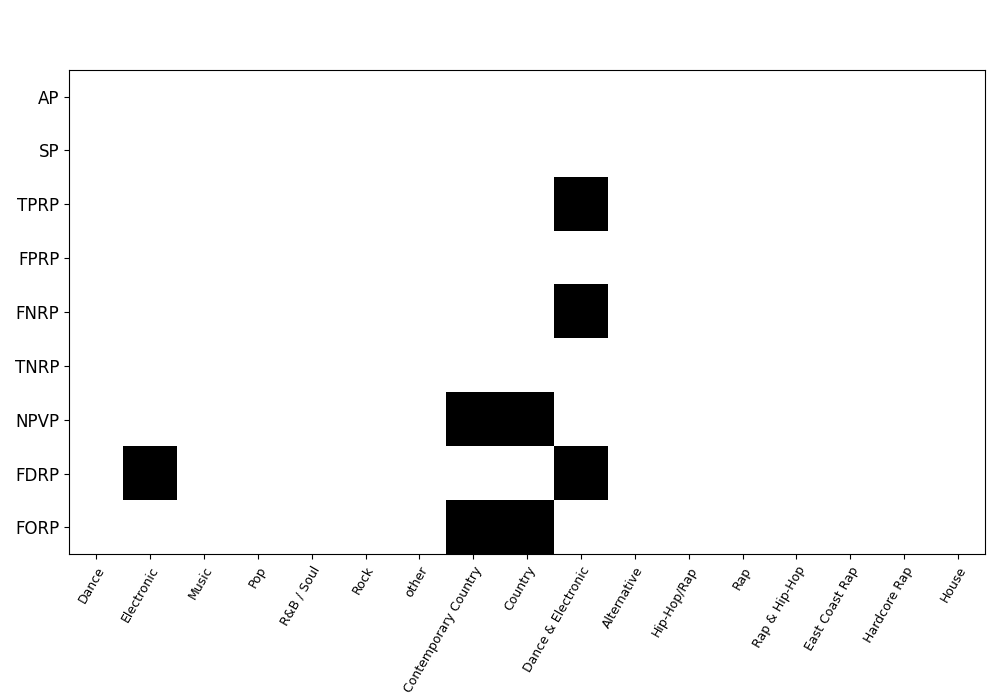 AP
SP
TPRP
FPRP
FNRP
TNRP
NPVP
FDRP
FORP
Dance
Electronic
Music
Pop
R&B / Soul
Rock
other
Contemporary Country
Country
Dance & Electronic
Alternative
Hip-Hop/Rap
Rap
Rap & Hip-Hop
East Coast Rap
Hardcore Rap
House